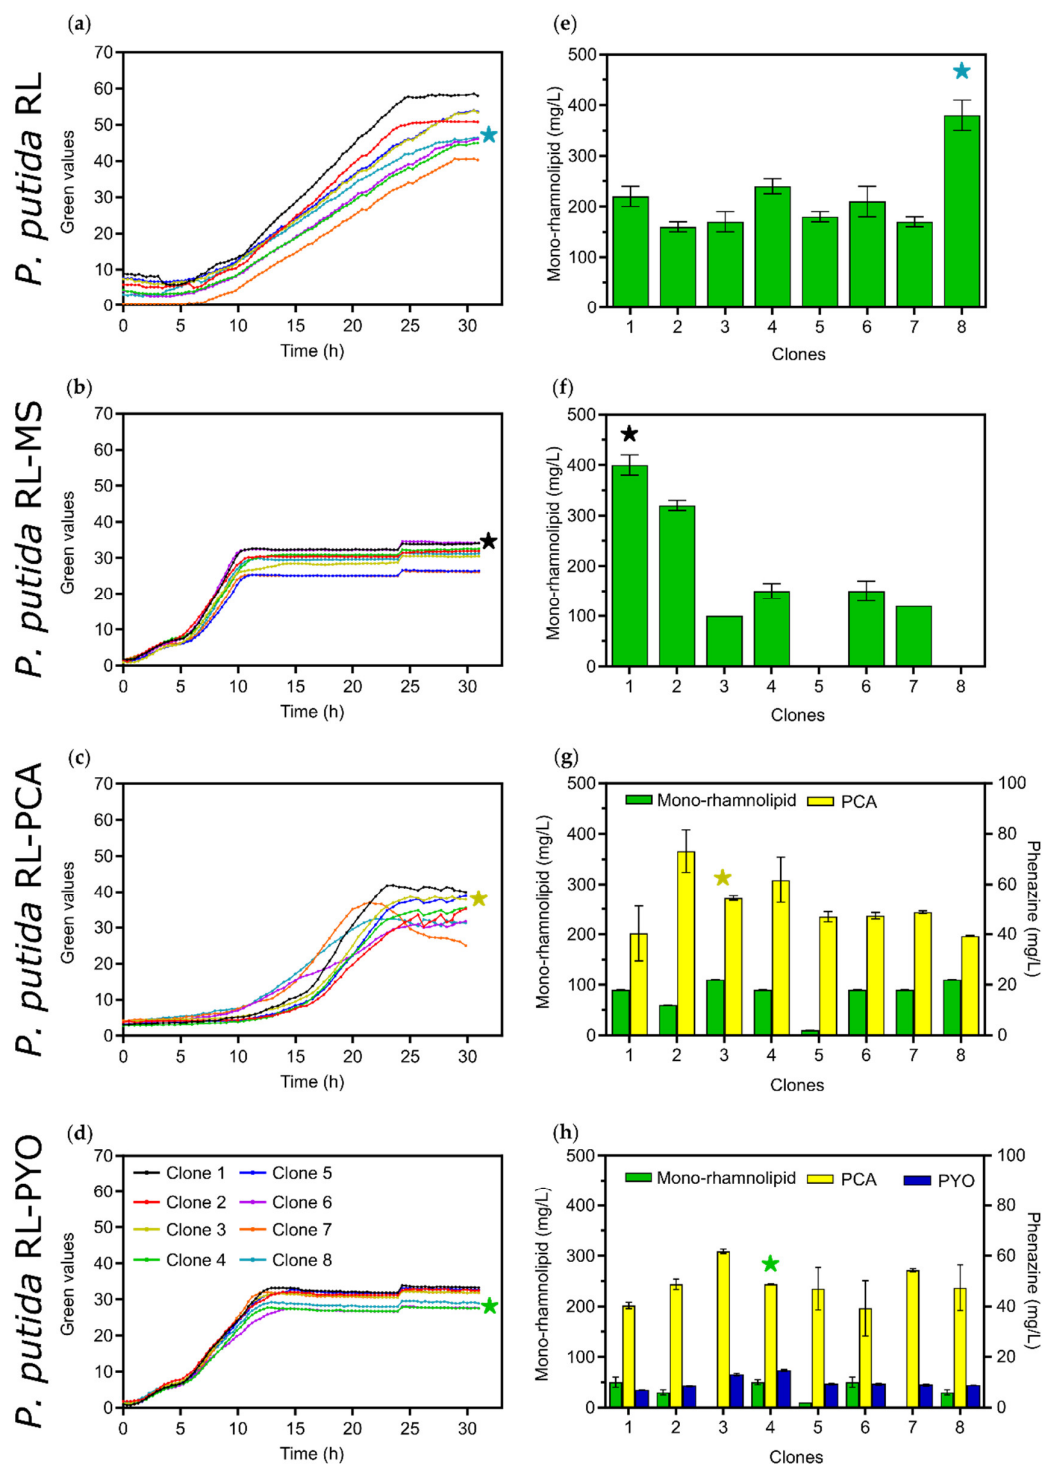 (a)
P. putida RL
Green values
70
60
50
40
30
20
10
0
0 5 10 15 20 25 30
Time (h)
(e)
Mono-rhamnolipid (mg/L)
500
400
300
200
100
0
1 2 3 4 5 6 7 8
Clones
(b)
P. putida RL-MS
Green values
70
60
50
40
30
20
10
0
0 5 10 15 20 25 30
Time (h)
(f)
Mono-rhamnolipid (mg/L)
500
400
300
200
100
0
1 2 3 4 5 6 7 8
Clones
(c)
P. putida RL-PCA
Green values
70
60
50
40
30
20
10
0
0 5 10 15 20 25 30
Time (h)
(g)
Mono-rhamnolipid (mg/L)
500
400
300
200
100
0
Mono-rhamnolipid PCA
100
80
60
40
20
0
Phenazine (mg/L)
1 2 3 4 5 6 7 8
Clones
(d)
P. putida RL-PYO
Green values
70
60
50
40
30
20
10
0
Clone 1 Clone 5
Clone 2 Clone 6
Clone 3 Clone 7
Clone 4 Clone 8
0 5 10 15 20 25 30
Time (h)
(h)
Mono-rhamnolipid (mg/L)
500
400
300
200
100
0
Mono-rhamnolipid PCA PYO
100
80
60
40
20
0
Phenazine (mg/L)
1 2 3 4 5 6 7 8
Clones